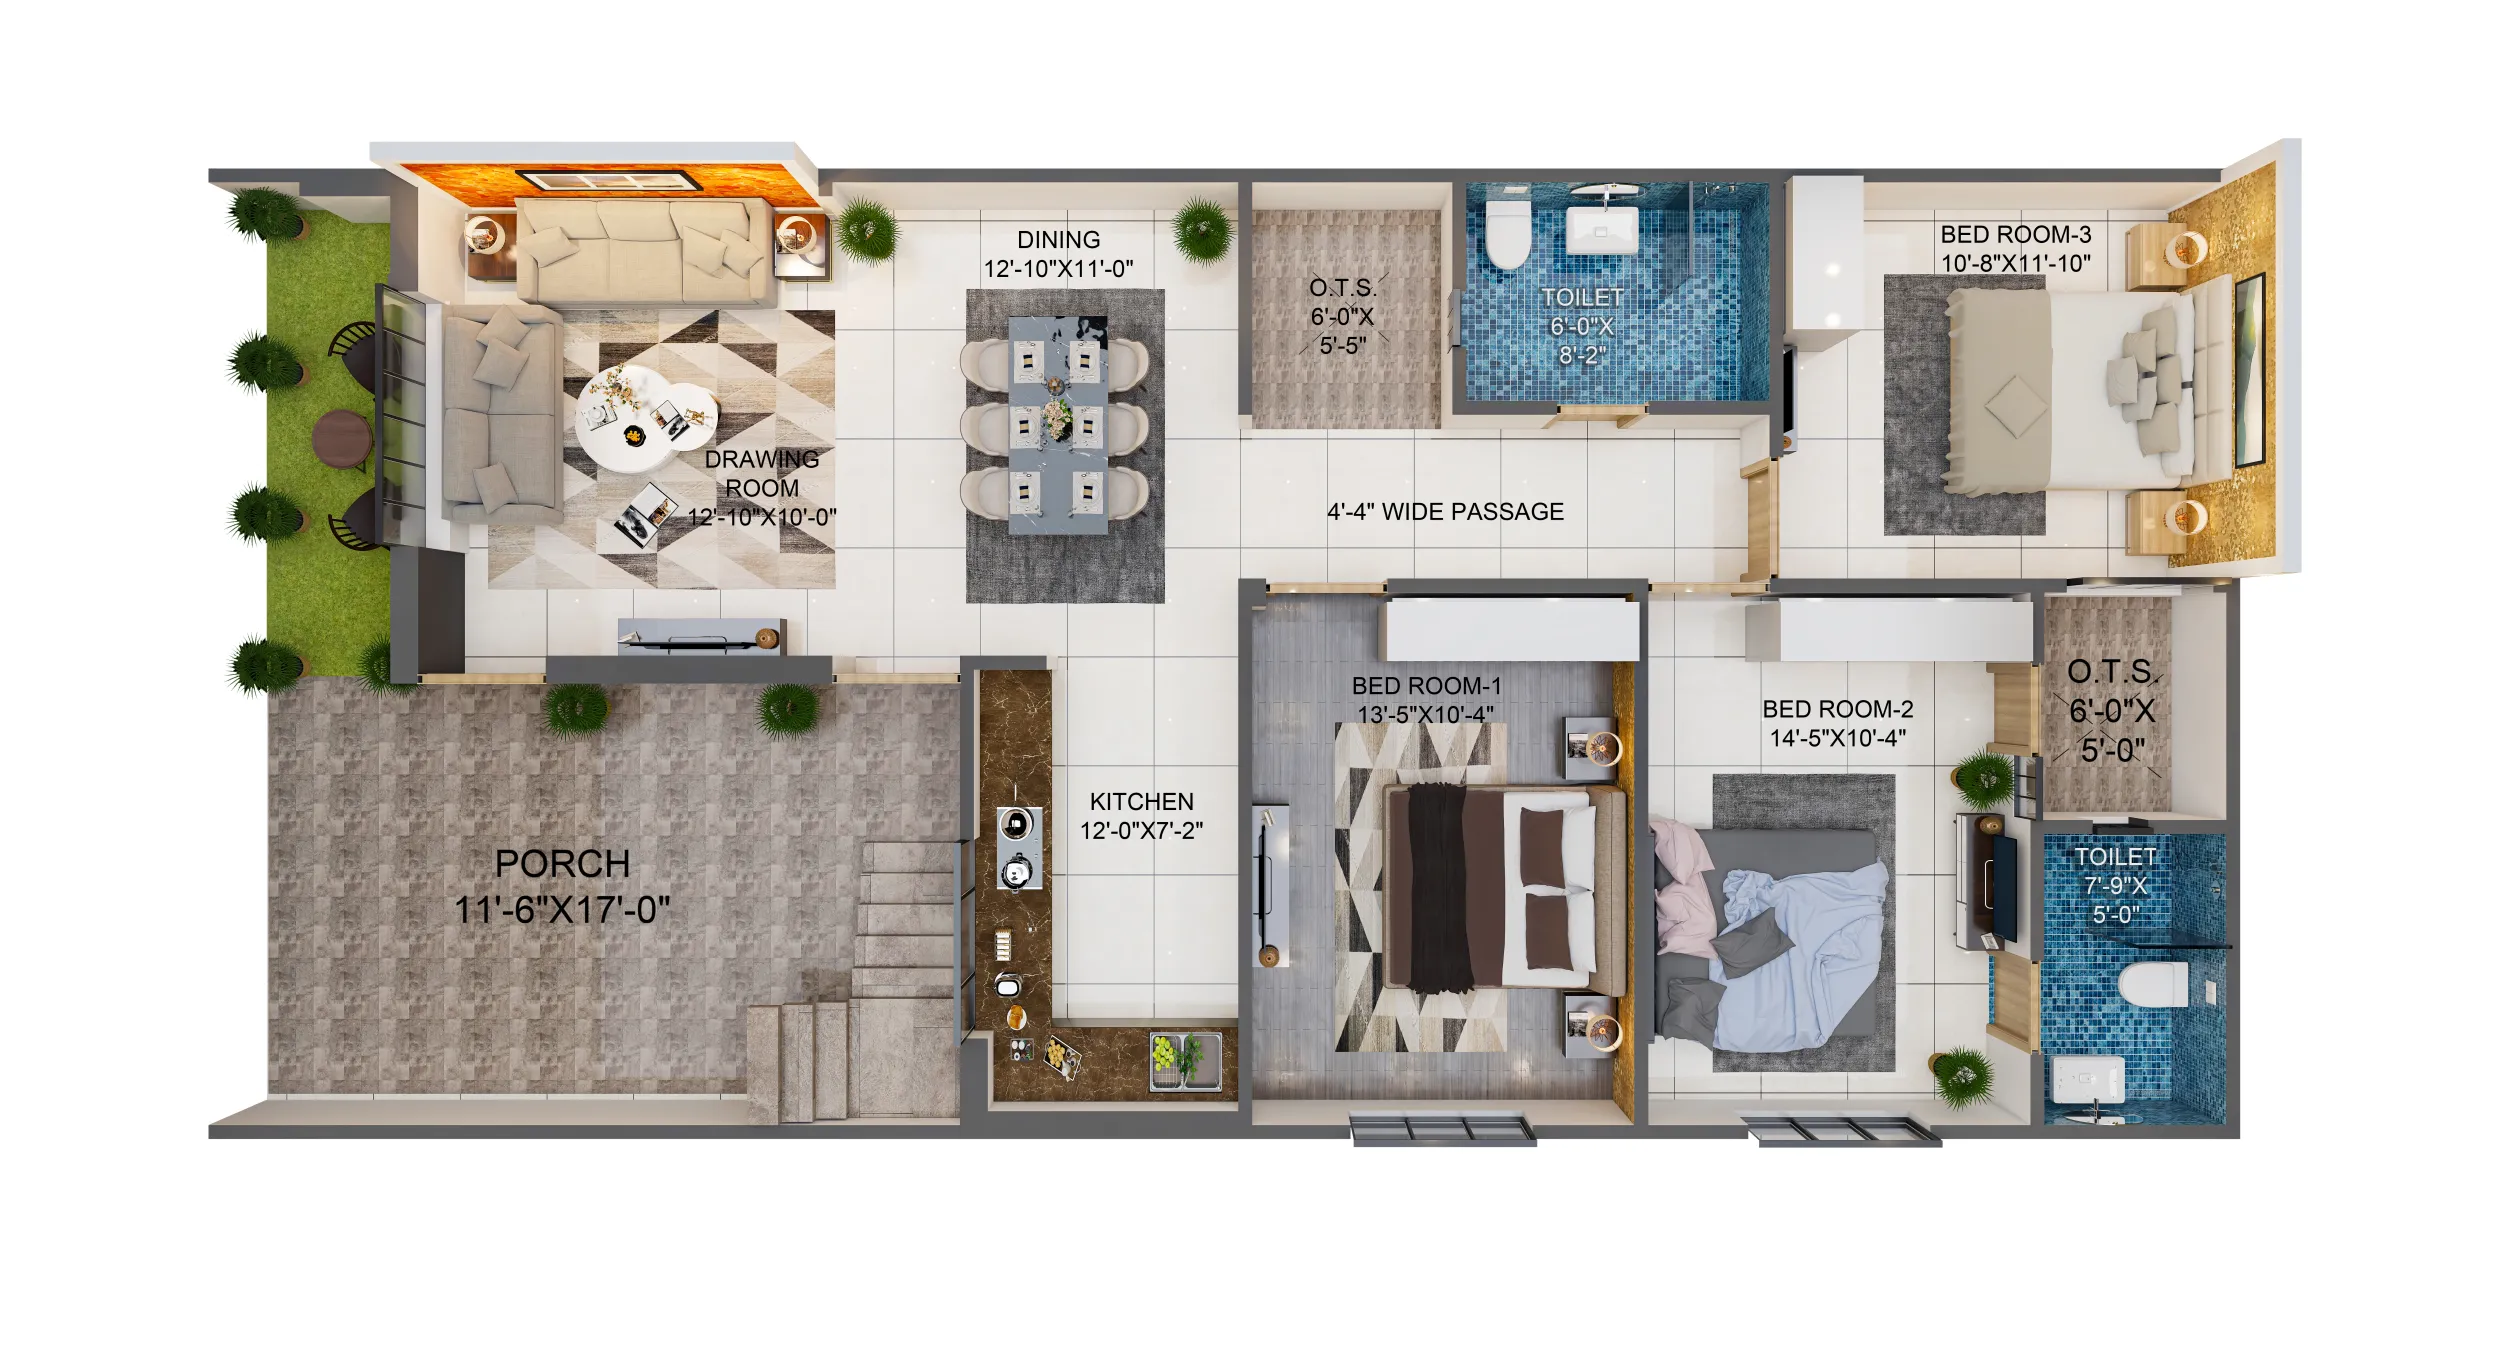 DINING
12'-10"X11'-0"
O.T.S.
6'-0"X
5'-5"
TOILET
6'-0"X
8'-2"
BED ROOM-3
10'-8"X11'-10"
DRAWING
ROOM
12'-10"X10'-0"
4'-4" WIDE PASSAGE
PORCH
11'-6"X17'-0"
KITCHEN
12'-0"X7'-2"
BED ROOM-1
13'-5"X10'-4"
BED ROOM-2
14'-5"X10'-4"
O.T.S.
6'-0"X
5'-0"
TOILET
7'-9"X
5'-0"